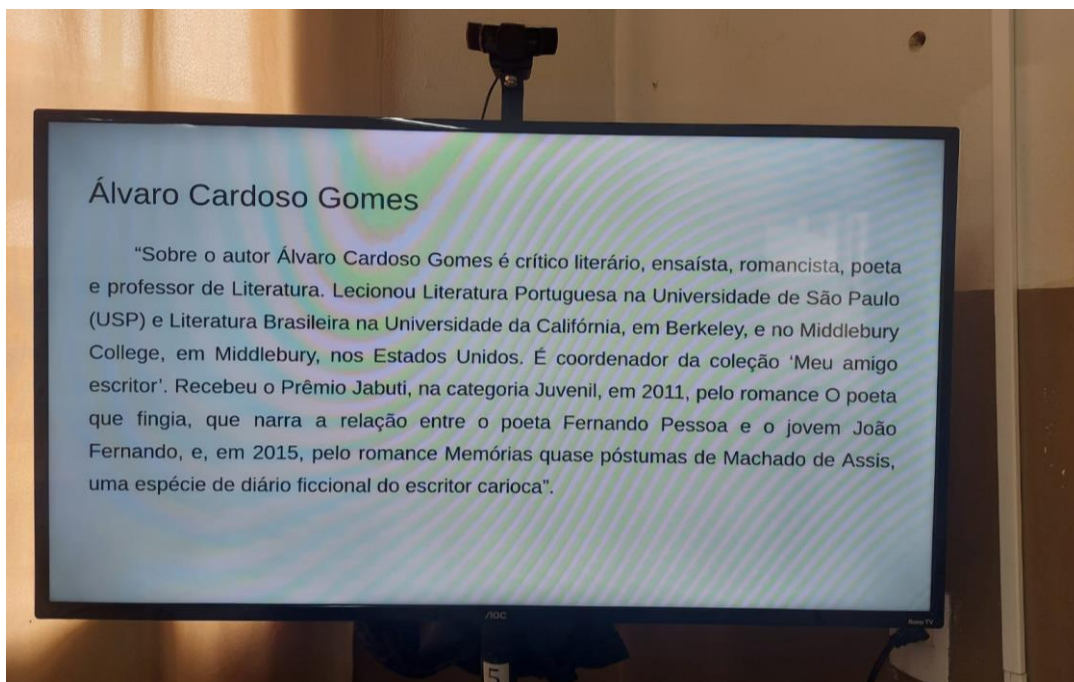 Álvaro Cardoso Gomes
“Sobre o autor Álvaro Cardoso Gomes é crítico literário, ensaísta, romancista, poeta
e professor de Literatura. Lecionou Literatura Portuguesa na Universidade de São Paulo
(USP) e Literatura Brasileira na Universidade da Califórnia, em Berkeley, e no Middlebury
College, em Middlebury, nos Estados Unidos. É coordenador da coleção ‘Meu amigo
escritor’. Recebeu o Prêmio Jabuti, na categoria Juvenil, em 2011, pelo romance O poeta
que fingia, que narra a relação entre o poeta Fernando Pessoa e o jovem João
Fernando, e, em 2015, pelo romance Memórias quase póstumas de Machado de Assis,
uma espécie de diário ficcional do escritor carioca”.
AOC
Roku TV
5